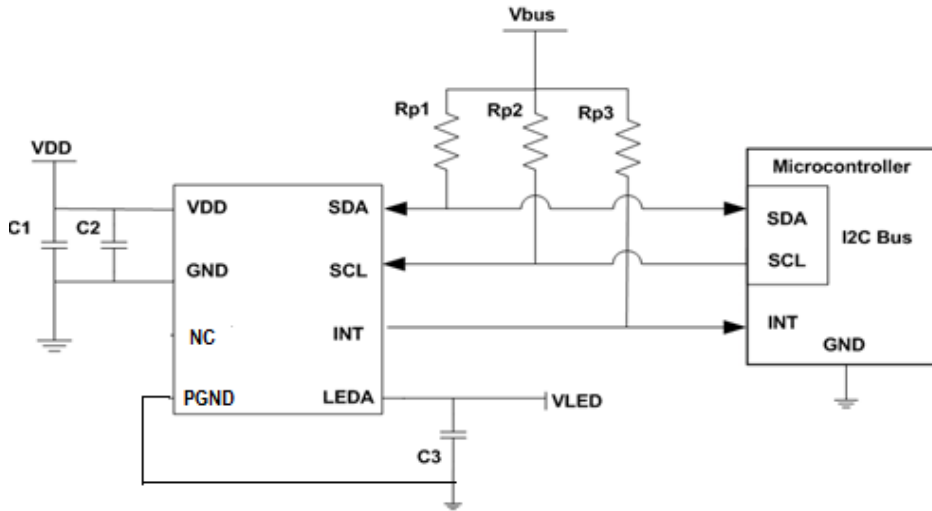 Vbus
Rp1
Rp2
Rp3
VDD
C1
C2
VDD
GND
NC
PGND
SDA
SCL
INT
LEDA
VLED
C3
Microcontroller
SDA
I2C Bus
SCL
INT
GND